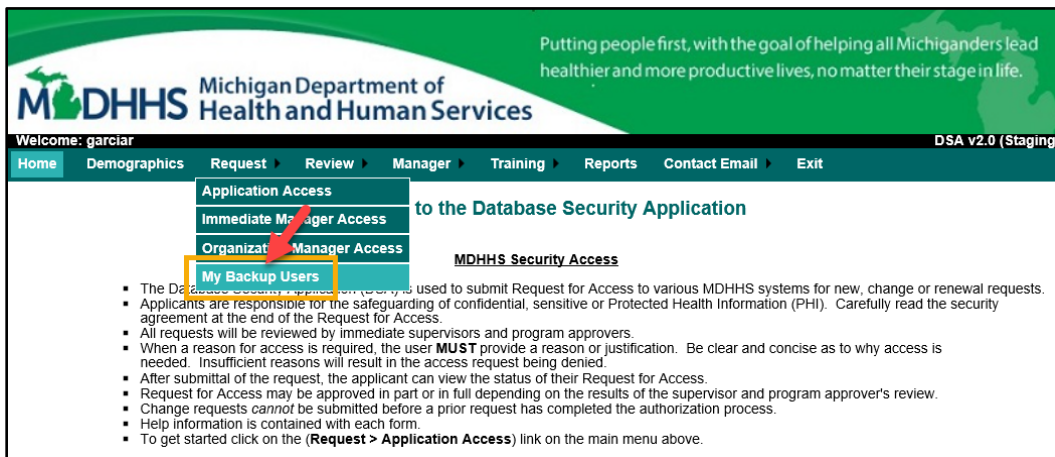 Putting people first, with the goal of helping all Michiganders lead
healthier and more productive lives, no matter their stage in life.
MDHHS Michigan Department of
Health and Human Services
Welcome: garciar DSA v2.0 (Staging
Home Demographics Request Review Manager Training Reports Contact Email Exit
Application Access
Immediate Manager Access
to the Database Security Application
Organization Manager Access
MDHHS Security Access
My Backup Users
The Database Security Application (DSA) is used to submit Request for Access to various MDHHS systems for new, change or renewal requests.
Applicants are responsible for the safeguarding of confidential, sensitive or Protected Health Information (PHI). Carefully read the security
agreement at the end of the Request for Access.
All requests will be reviewed by immediate supervisors and program approvers.
When a reason for access is required, the user MUST provide a reason or justification. Be clear and concise as to why access is
needed. Insufficient reasons will result in the access request being denied.
After submittal of the request, the applicant can view the status of their Request for Access.
Request for Access may be approved in part or in full depending on the results of the supervisor and program approver's review.
Change requests cannot be submitted before a prior request has completed the authorization process.
Help information is contained with each form.
To get started click on the (Request > Application Access) link on the main menu above.